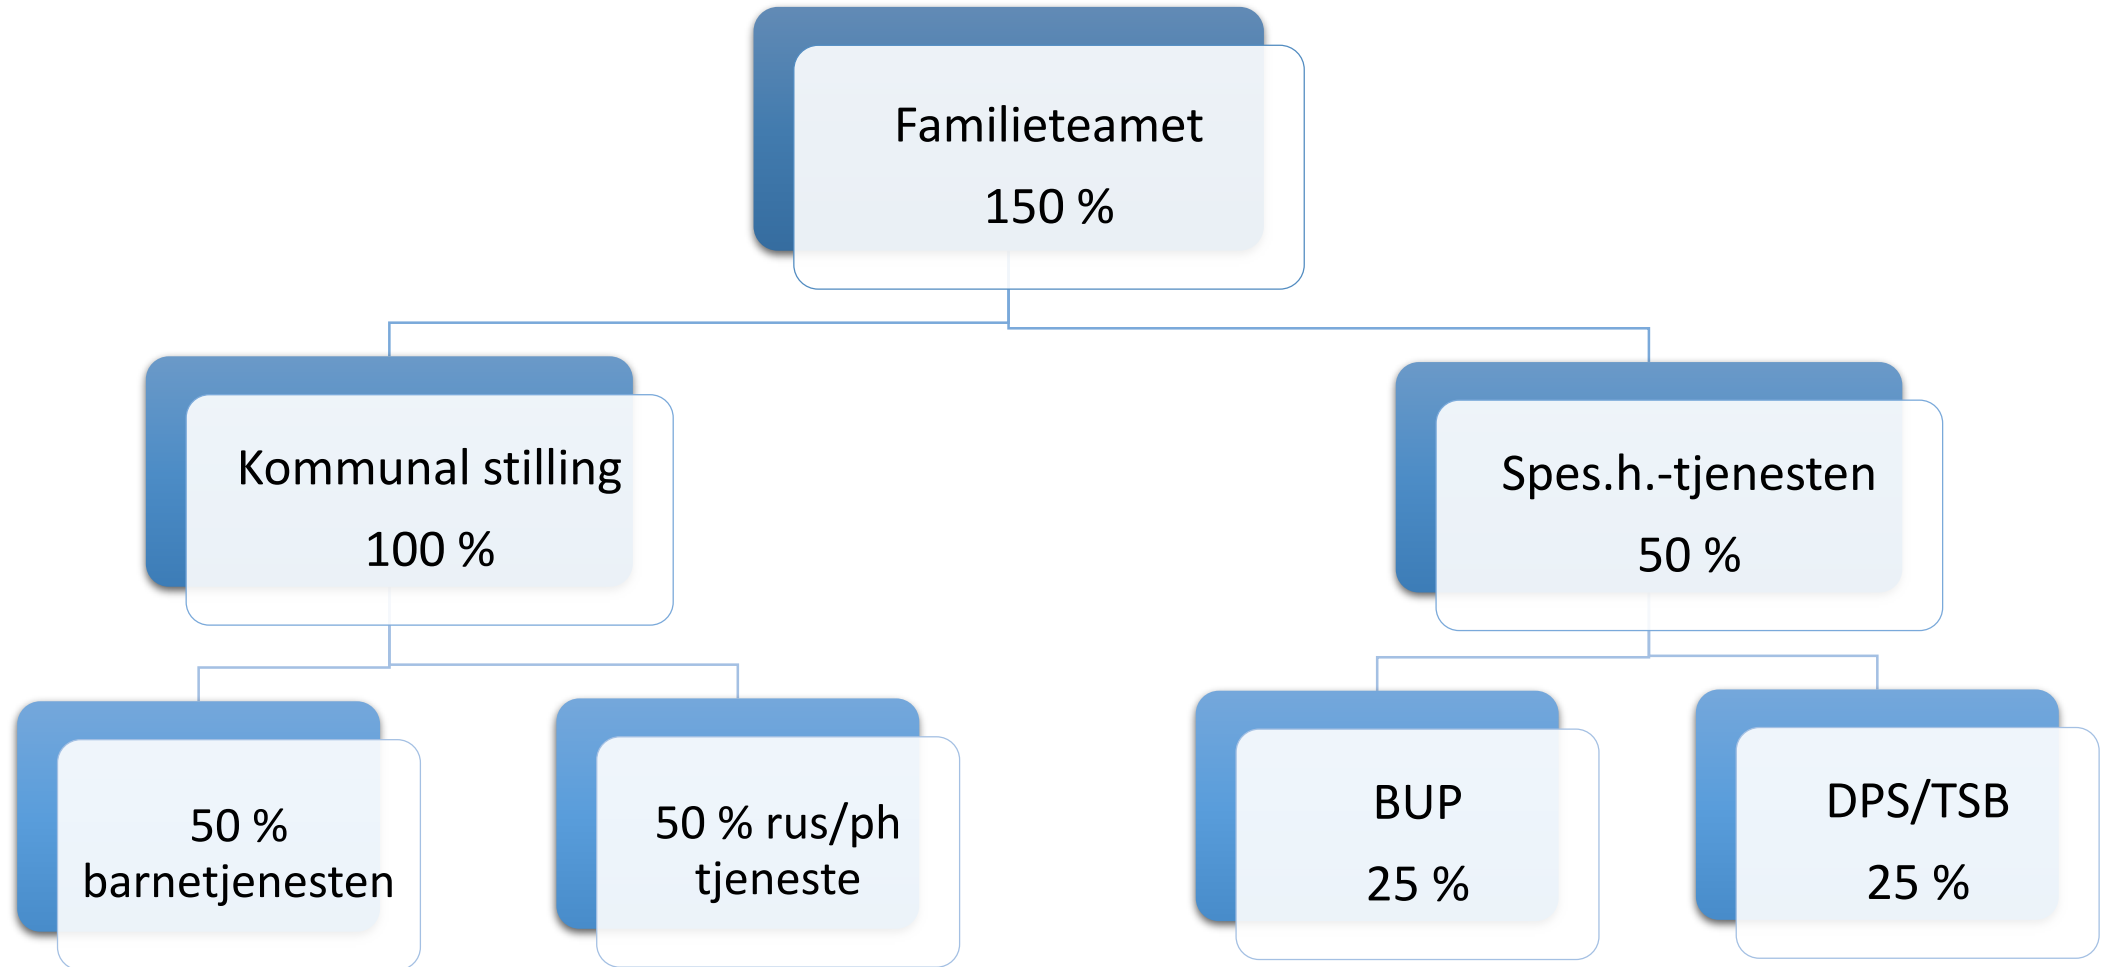 Familieteamet
150 %
Kommunal stilling
100 %
Spes.h.-tjenesten
50 %
50 %
barnetjenesten
50 % rus/ph
tjeneste
BUP
25 %
DPS/TSB
25 %